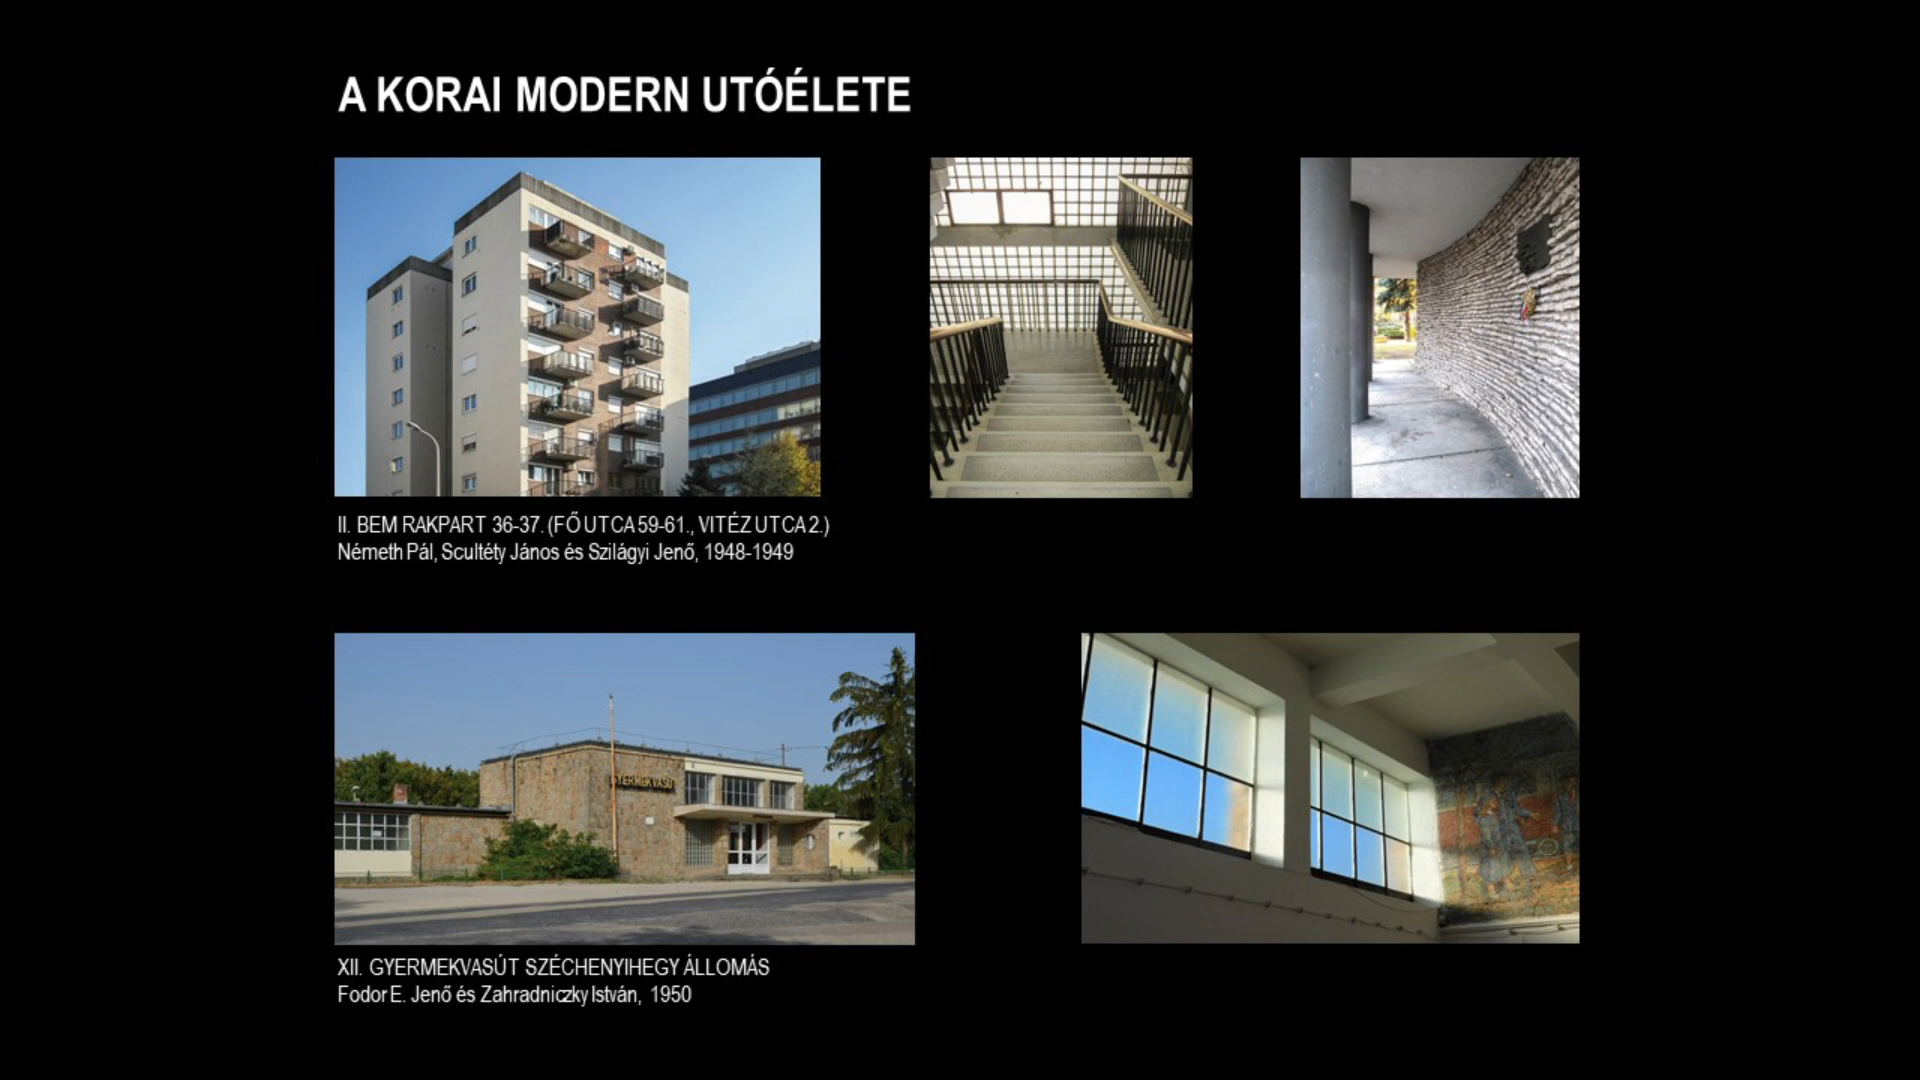 A KORAI MODERN UTÓÉLETE
II. BEM RAKPART 36-37. (FŐ UTCA 59-61., VITÉZ UTCA 2.)
Németh Pál, Scultéty János és Szilágyi Jenő, 1948-1949
GYERMEKVASÚT
XII. GYERMEKVASÚT SZÉCHENYIHEGY ÁLLOMÁS
Fodor E. Jenő és Zahradniczky István, 1950